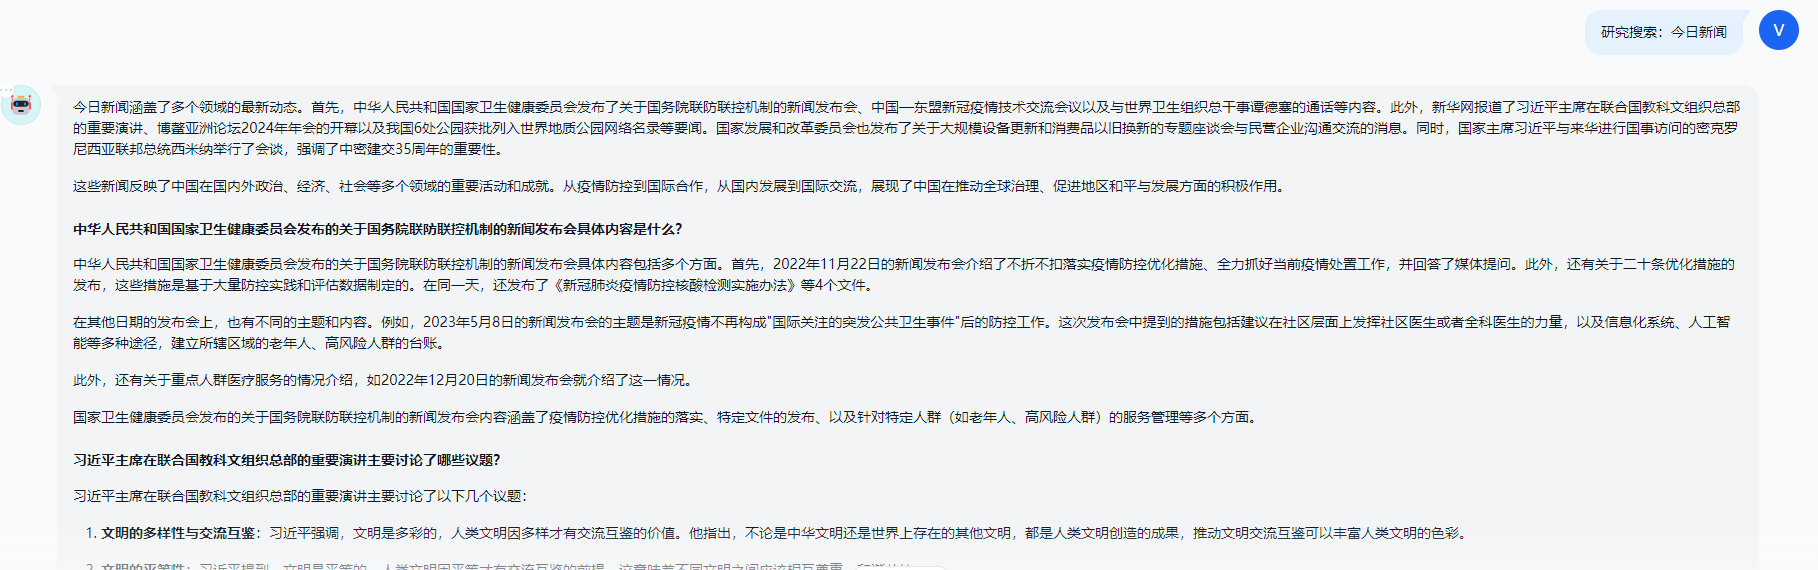 研究搜索：今日新闻
V
今日新闻涵盖了多个领域的最新动态。首先，中华人民共和国国家卫生健康委员会发布了关于国务院联防联控机制的新闻发布会、中国—东盟新冠疫情技术交流会议以及与世界卫生组织总干事谭德塞的通话等内容。此外，新华网报道了习近平主席在联合国教科文组织总部
的重要演讲、博鳌亚洲论坛2024年年会的开幕以及我国6处公园获批列入世界地质公园网络名录等要闻。国家发展和改革委员会也发布了关于大规模设备更新和消费品以旧换新的专题座谈会与民营企业沟通交流的消息。同时，国家主席习近平与来华进行国事访问的密克罗
尼西亚联邦总统西米纳举行了会谈，强调了中密建交35周年的重要性。
这些新闻反映了中国在国内外政治、经济、社会等多个领域的重要活动和成就。从疫情防控到国际合作，从国内发展到国际交流，展现了中国在推动全球治理、促进地区和平与发展方面的积极作用。
中华人民共和国国家卫生健康委员会发布的关于国务院联防联控机制的新闻发布会具体内容是什么？
中华人民共和国国家卫生健康委员会发布的关于国务院联防联控机制的新闻发布会具体内容包括多个方面。首先，2022年11月22日的新闻发布会介绍了不折不扣落实疫情防控优化措施、全力抓好当前疫情处置工作，并回答了媒体提问。此外，还有关于二十条优化措施的
发布，这些措施是基于大量防控实践和评估数据制定的。在同一天，还发布了《新冠肺炎疫情防控核酸检测实施办法》等4个文件。
在其他日期的发布会上，也有不同的主题和内容。例如，2023年5月8日的新闻发布会的主题是新冠疫情不再构成"国际关注的突发公共卫生事件"后的防控工作。这次发布会中提到的措施包括建议在社区层面上发挥社区医生或者全科医生的力量，以及信息化系统、人工智
能等多种途径，建立所辖区域的老年人、高风险人群的台账。
此外，还有关于重点人群医疗服务的情况介绍，如2022年12月20日的新闻发布会就介绍了这一情况。
国家卫生健康委员会发布的关于国务院联防联控机制的新闻发布会内容涵盖了疫情防控优化措施的落实、特定文件的发布、以及针对特定人群（如老年人、高风险人群）的服务管理等多个方面。
习近平主席在联合国教科文组织总部的重要演讲主要讨论了哪些议题？
习近平主席在联合国教科文组织总部的重要演讲主要讨论了以下几个议题：
1. 文明的多样性与交流互鉴：习近平强调，文明是多彩的，人类文明因多样才有交流互鉴的价值。他指出，不论是中华文明还是世界上存在的其他文明，都是人类文明创造的成果，推动文明交流互鉴可以丰富人类文明的色彩。
2. 文明的平等性：习近平提到，文明是平等的，人类文明因平等才有交流互鉴的前提。这意味着不同文明之间应该相互尊重，